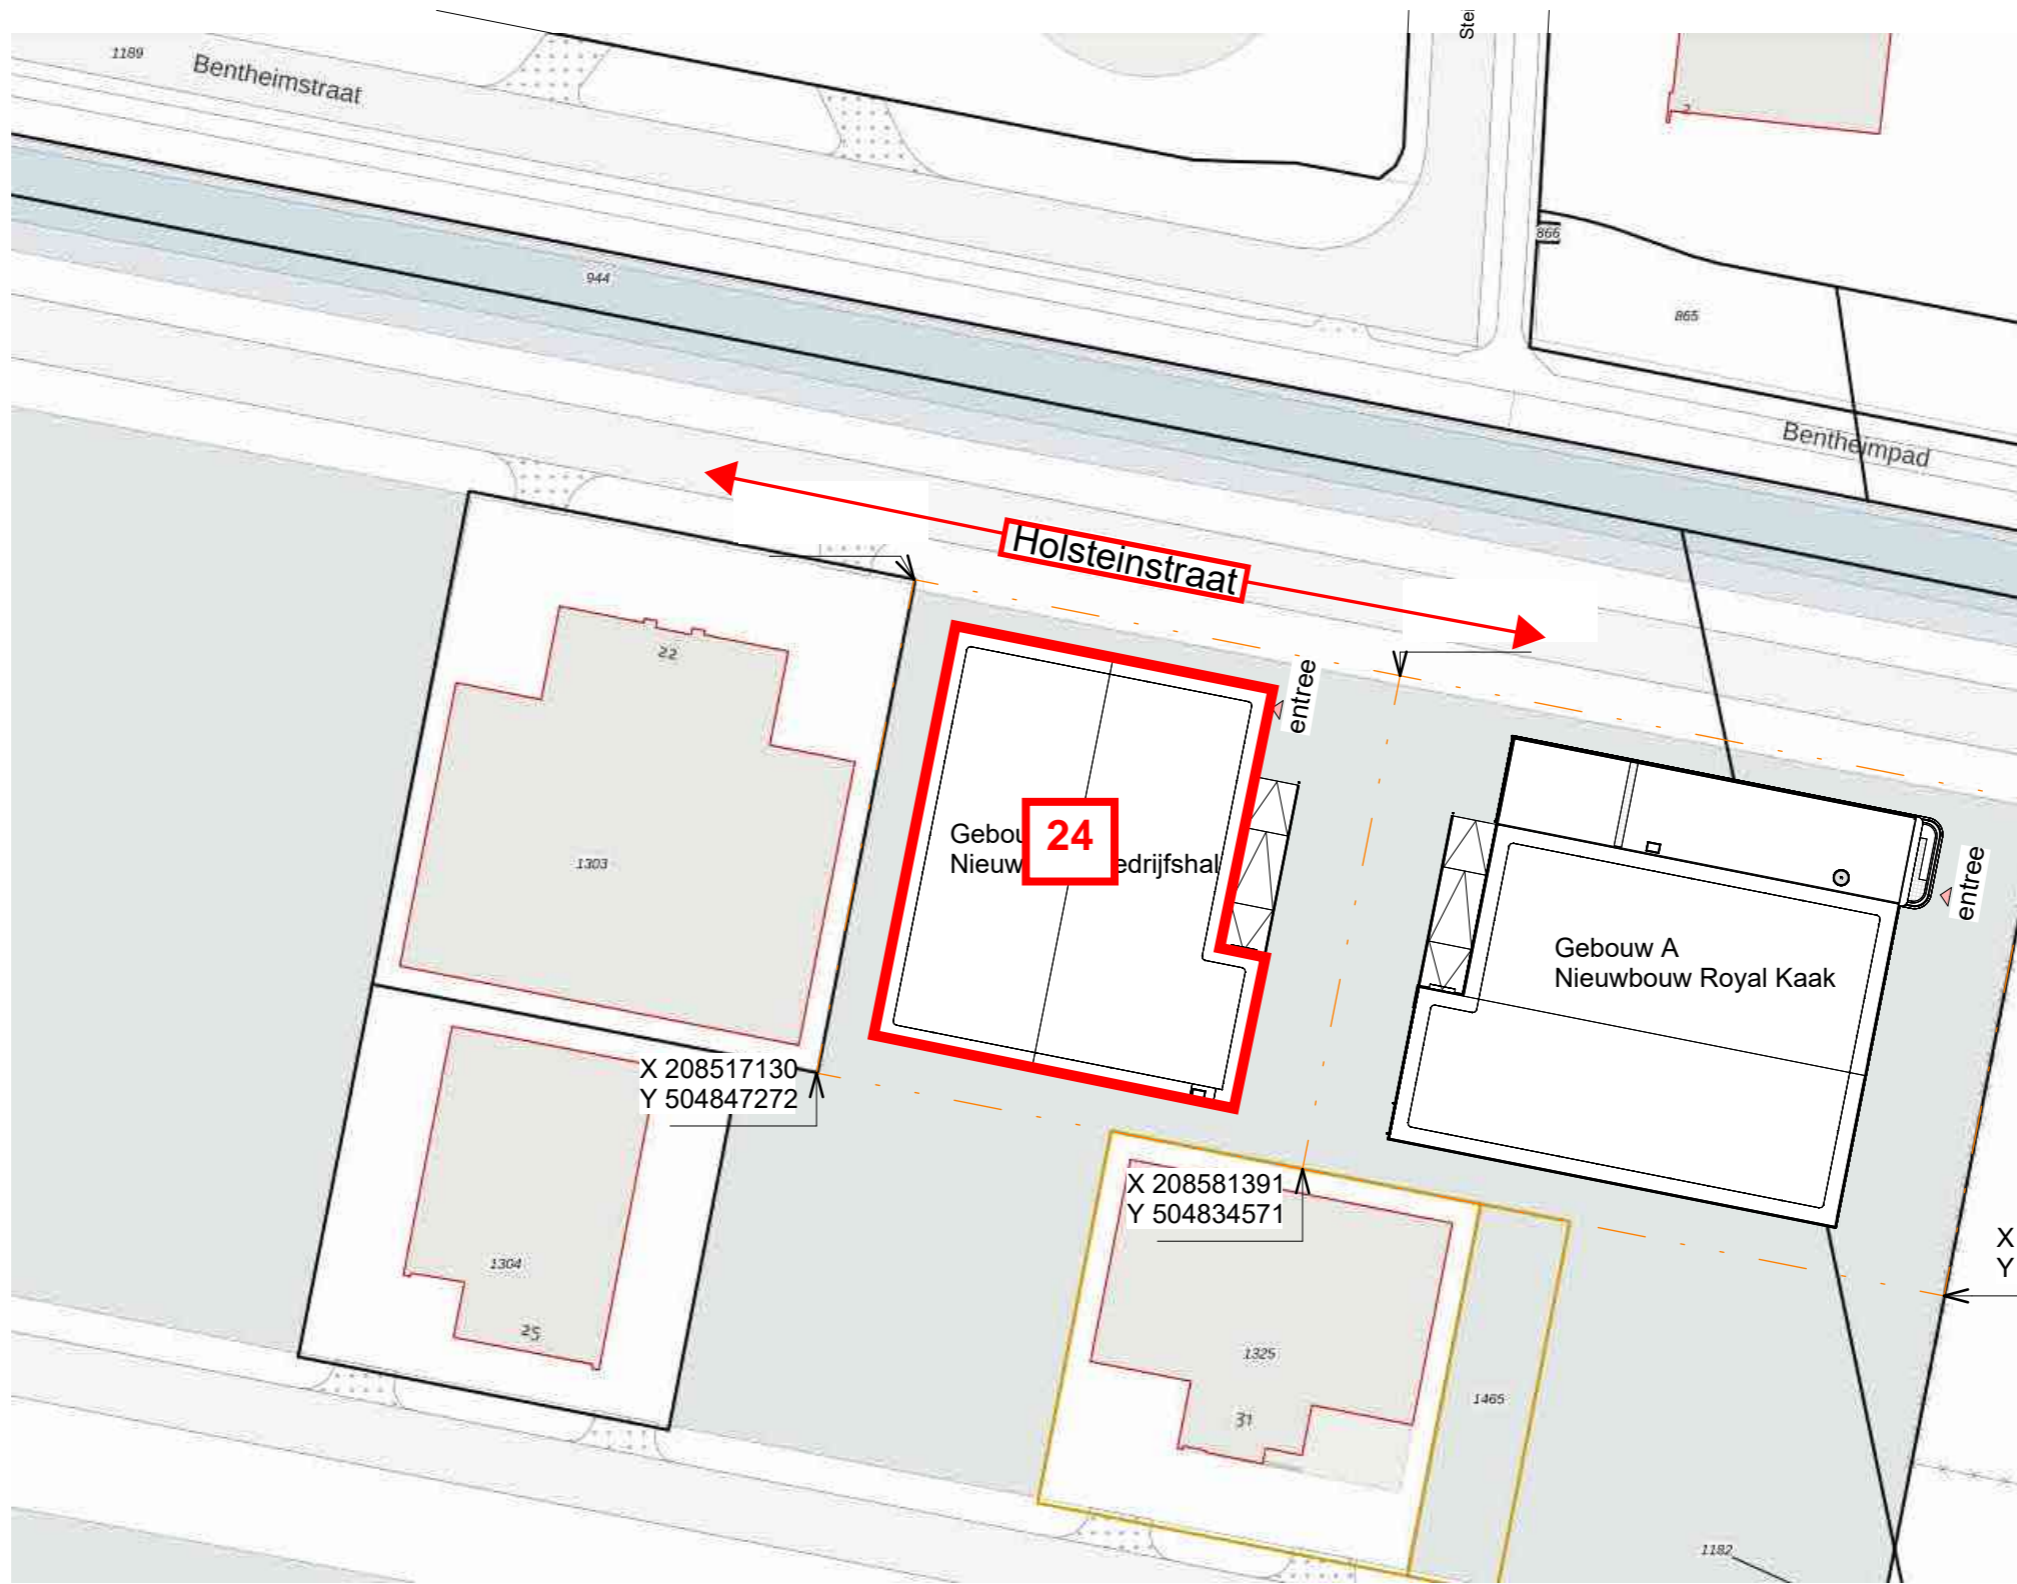 1189
Bentheimstraat
2
944
866
865
Bentheimpad
Holsteinstraat
22
entree
24
Gebou
Nieuw edrijfshal
1303
entree
Gebouw A
Nieuwbouw Royal Kaak
X 208517130
Y 504847272
X 208581391
Y 504834571
X
Y
1304
25
1325
1465
31
1182